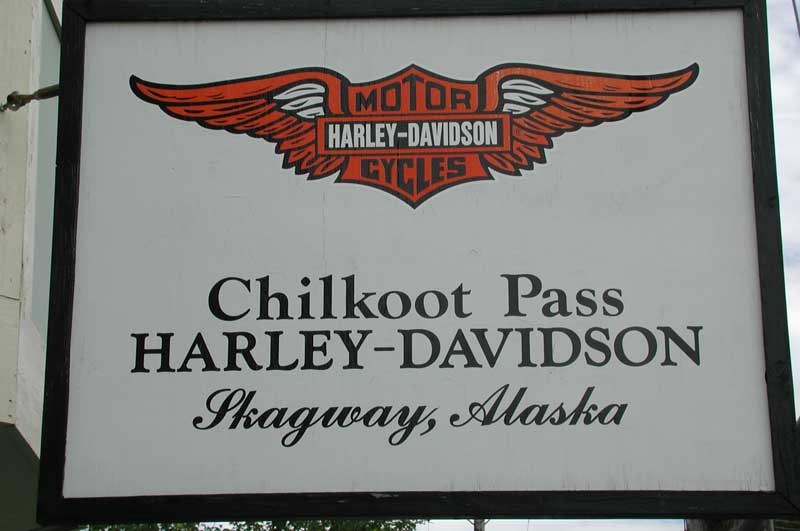 MOTOR
HARLEY-DAVIDSON
CYCLES
Chilkoot Pass
HARLEY-DAVIDSON
Skagway, Alaska